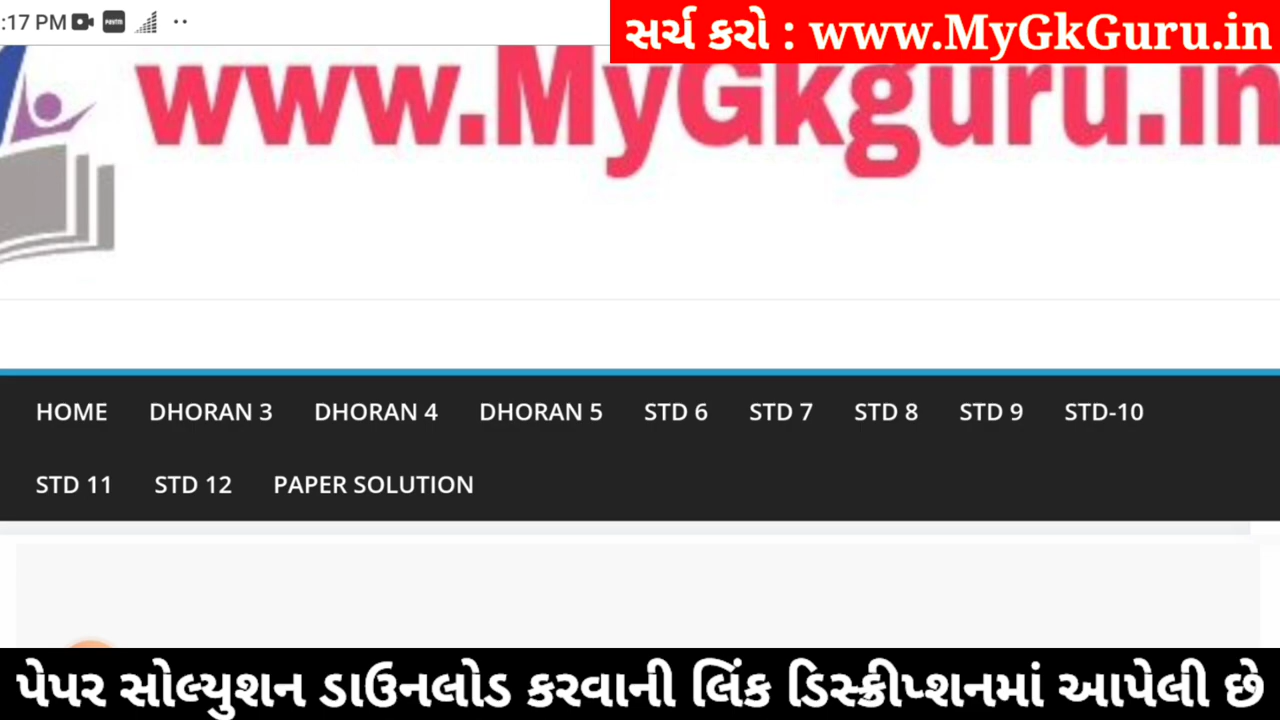 :17 PM
સર્ચ કરો : www.MyGkGuru.in
www.MyGkguru.in
HOME DHORAN 3 DHORAN 4 DHORAN 5 STD 6 STD 7 STD 8 STD 9 STD-10
STD 11 STD 12 PAPER SOLUTION
પેપર સોલ્યુશન ડાઉનલોડ કરવાની લિંક ડિસ્ક્રીપ્શનમાં આપેલી છે